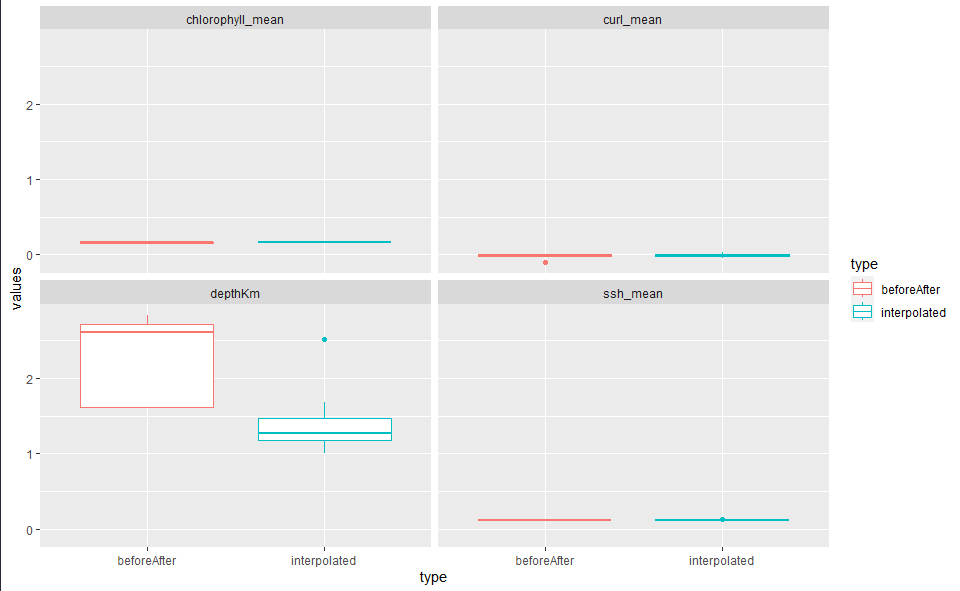 chlorophyll_mean
curl_mean
2
1
0
values
depthKm
ssh_mean
2
1
0
beforeAfter
interpolated
beforeAfter
interpolated
type
type
beforeAfter
interpolated